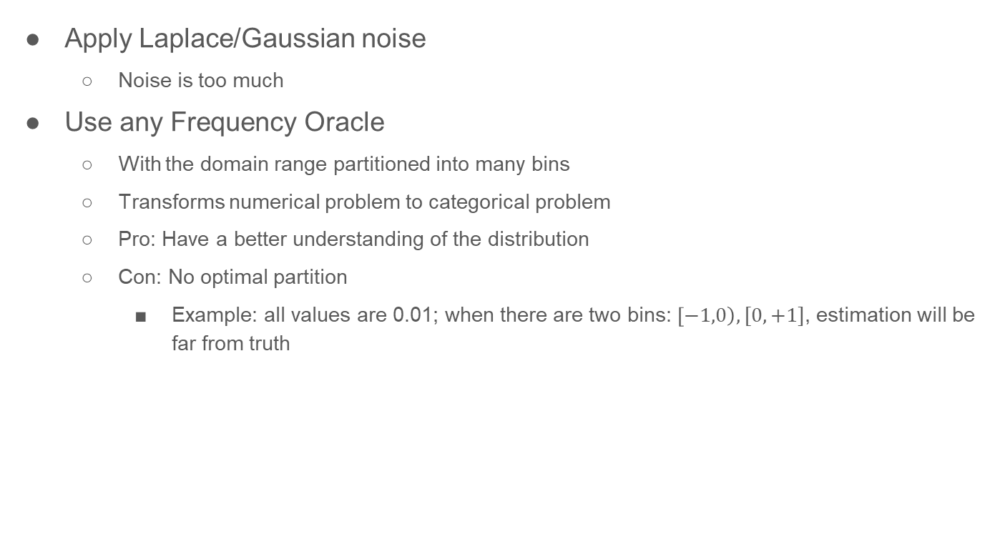 ● Apply Laplace/Gaussian noise
○ Noise is too much
● Use any Frequency Oracle
○ With the domain range partitioned into many bins
○ Transforms numerical problem to categorical problem
○ Pro: Have a better understanding of the distribution
○ Con: No optimal partition
■ Example: all values are 0.01; when there are two bins: [−1,0), [0, +1], estimation will be
far from truth